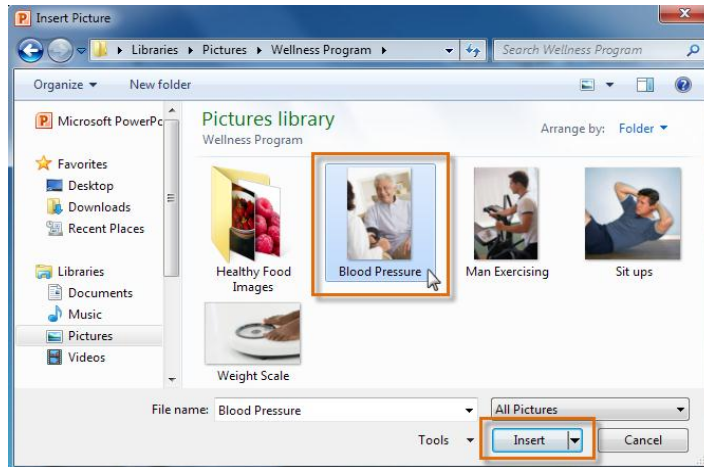 Insert Picture
Libraries Pictures Wellness Program
Search Wellness Program
Organize New folder
Microsoft PowerPc
Favorites
Desktop
Downloads
Recent Places
Libraries
Documents
Music
Pictures
Videos
Pictures library
Wellness Program
Arrange by: Folder
Healthy Food
Images
Blood Pressure
Man Exercising
Sit ups
Weight Scale
File name: Blood Pressure
All Pictures
Tools Insert Cancel